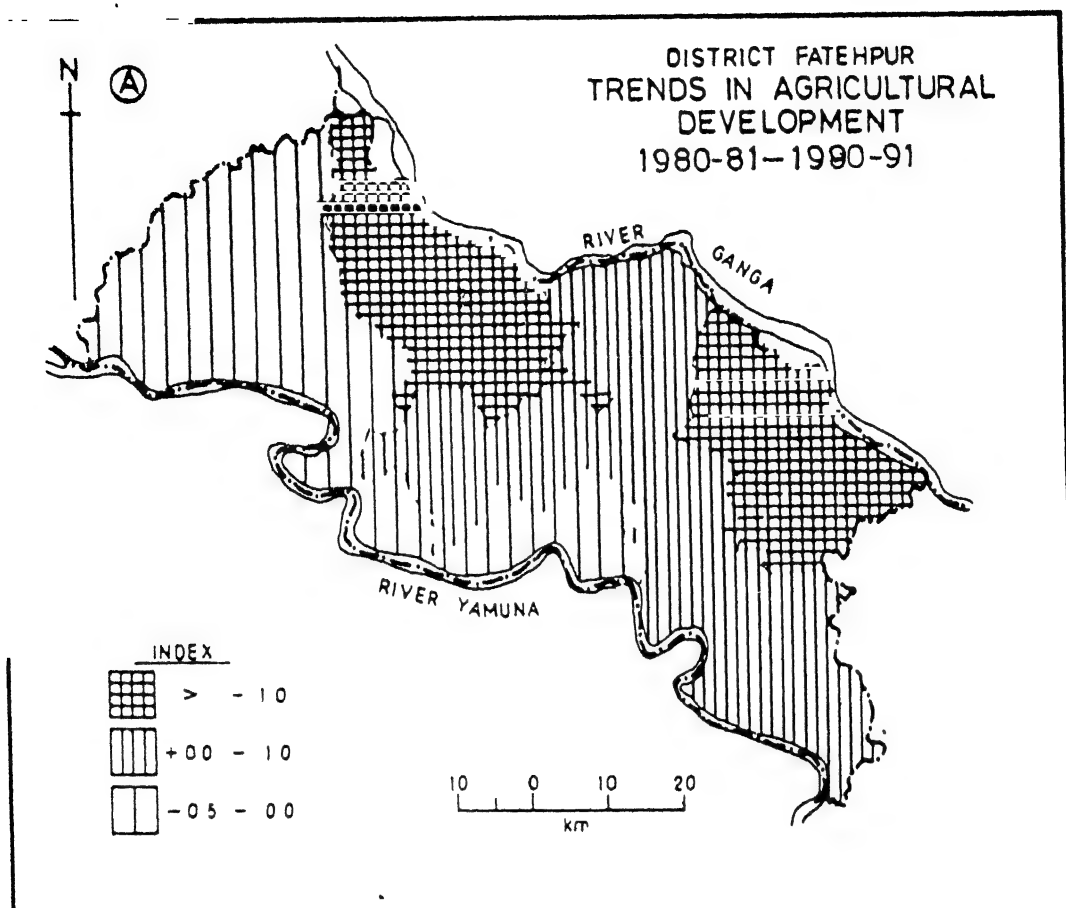 N
A
DISTRICT FATEHPUR
TRENDS IN AGRICULTURAL
DEVELOPMENT
1980-81-1990-91
RIVER
GANGA
RIVER YAMUNA
INDEX
> - 10
+00 - 10
-05 - 00
10 0 10 20
km